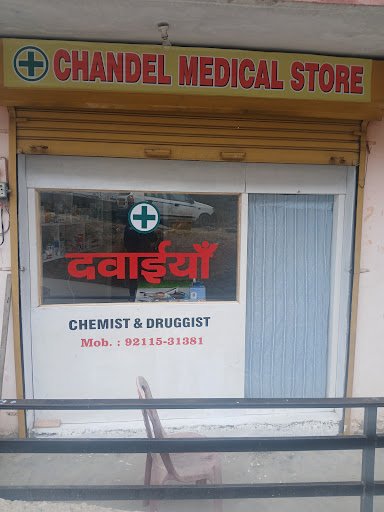 CHANDEL MEDICAL STORE
दवाईयाँ
CHEMIST & DRUGGIST
Mob. : 92115-31381